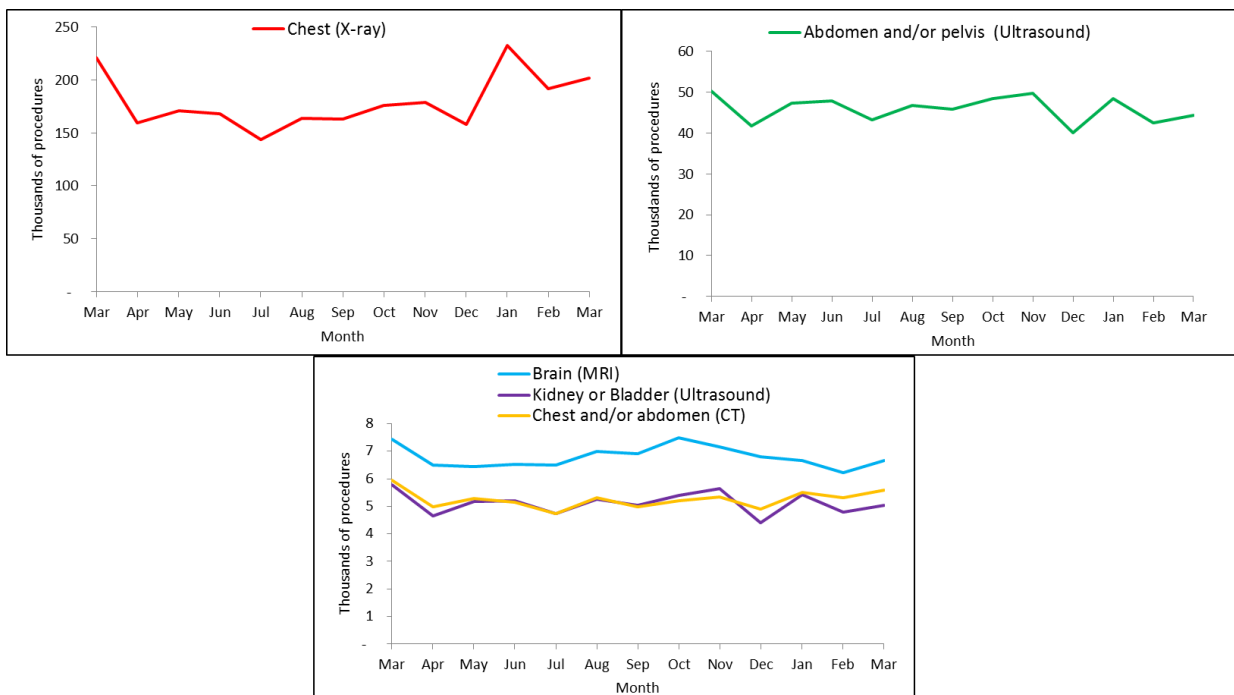 Chest (X-ray)
250
200
150
100
50
-
Thousands of procedures
Mar Apr May Jun Jul Aug Sep Oct Nov Dec Jan Feb Mar
Month
Abdomen and/or pelvis (Ultrasound)
60
50
40
30
20
10
-
Thousdands of procedures
Mar Apr May Jun Jul Aug Sep Oct Nov Dec Jan Feb Mar
Month
Brain (MRI)
Kidney or Bladder (Ultrasound)
Chest and/or abdomen (CT)
8
7
6
5
4
3
2
1
-
Thousands of procedures
Mar Apr May Jun Jul Aug Sep Oct Nov Dec Jan Feb Mar
Month